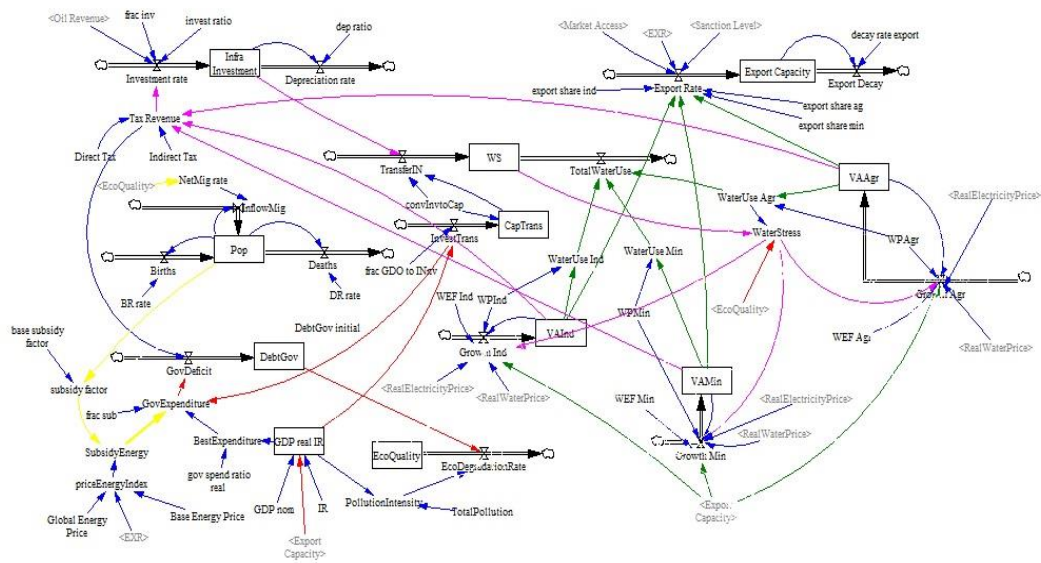 <Oil Revenue>
frac inv
invest ratio
dep ratio
Infra
Investment
Investment rate
Depreciation rate
Tax Revenue
Direct Tax
Indirect Tax
<Market Access>
<EXR>
<Sanction Level>
decay rate export
Export Capacity
Export Decay
export share ind
Export Rate
export share ag
export share min
TransferIN
WS
TotalWaterUse
convInvtoCap
CapTrans
InvestTrans
frac GDO to INnv
<EcoQuality>
NetMig rate
InflowMig
Pop
Births
Deaths
BR rate
DR rate
VAAgr
<RealElectricityPrice>
WaterUse Agr
WaterStress
WPAgr
WaterUse Ind
WaterUse Min
<EcoQuality>
WEF Agr
<RealWaterPrice>
WEF Ind
WPInd
WPMin
VAInd
<RealElectricityPrice>
<RealWaterPrice>
VAMin
WEF Min
<RealElectricityPrice>
<RealWaterPrice>
Growth Min
base subsidy
factor
DebtGov initial
DebtGov
GovDeficit
subsidy factor
frac sub
GovExpenditure
SubsidyEnergy
BestExpenditure
GDP real IR
gov spend ratio
real
EcoQuality
priceEnergyIndex
Global Energy
Price
Base Energy Price
<EXR>
GDP nom
IR
PollutionIntensity
TotalPollution
<Export
Capacity>
Capacity>